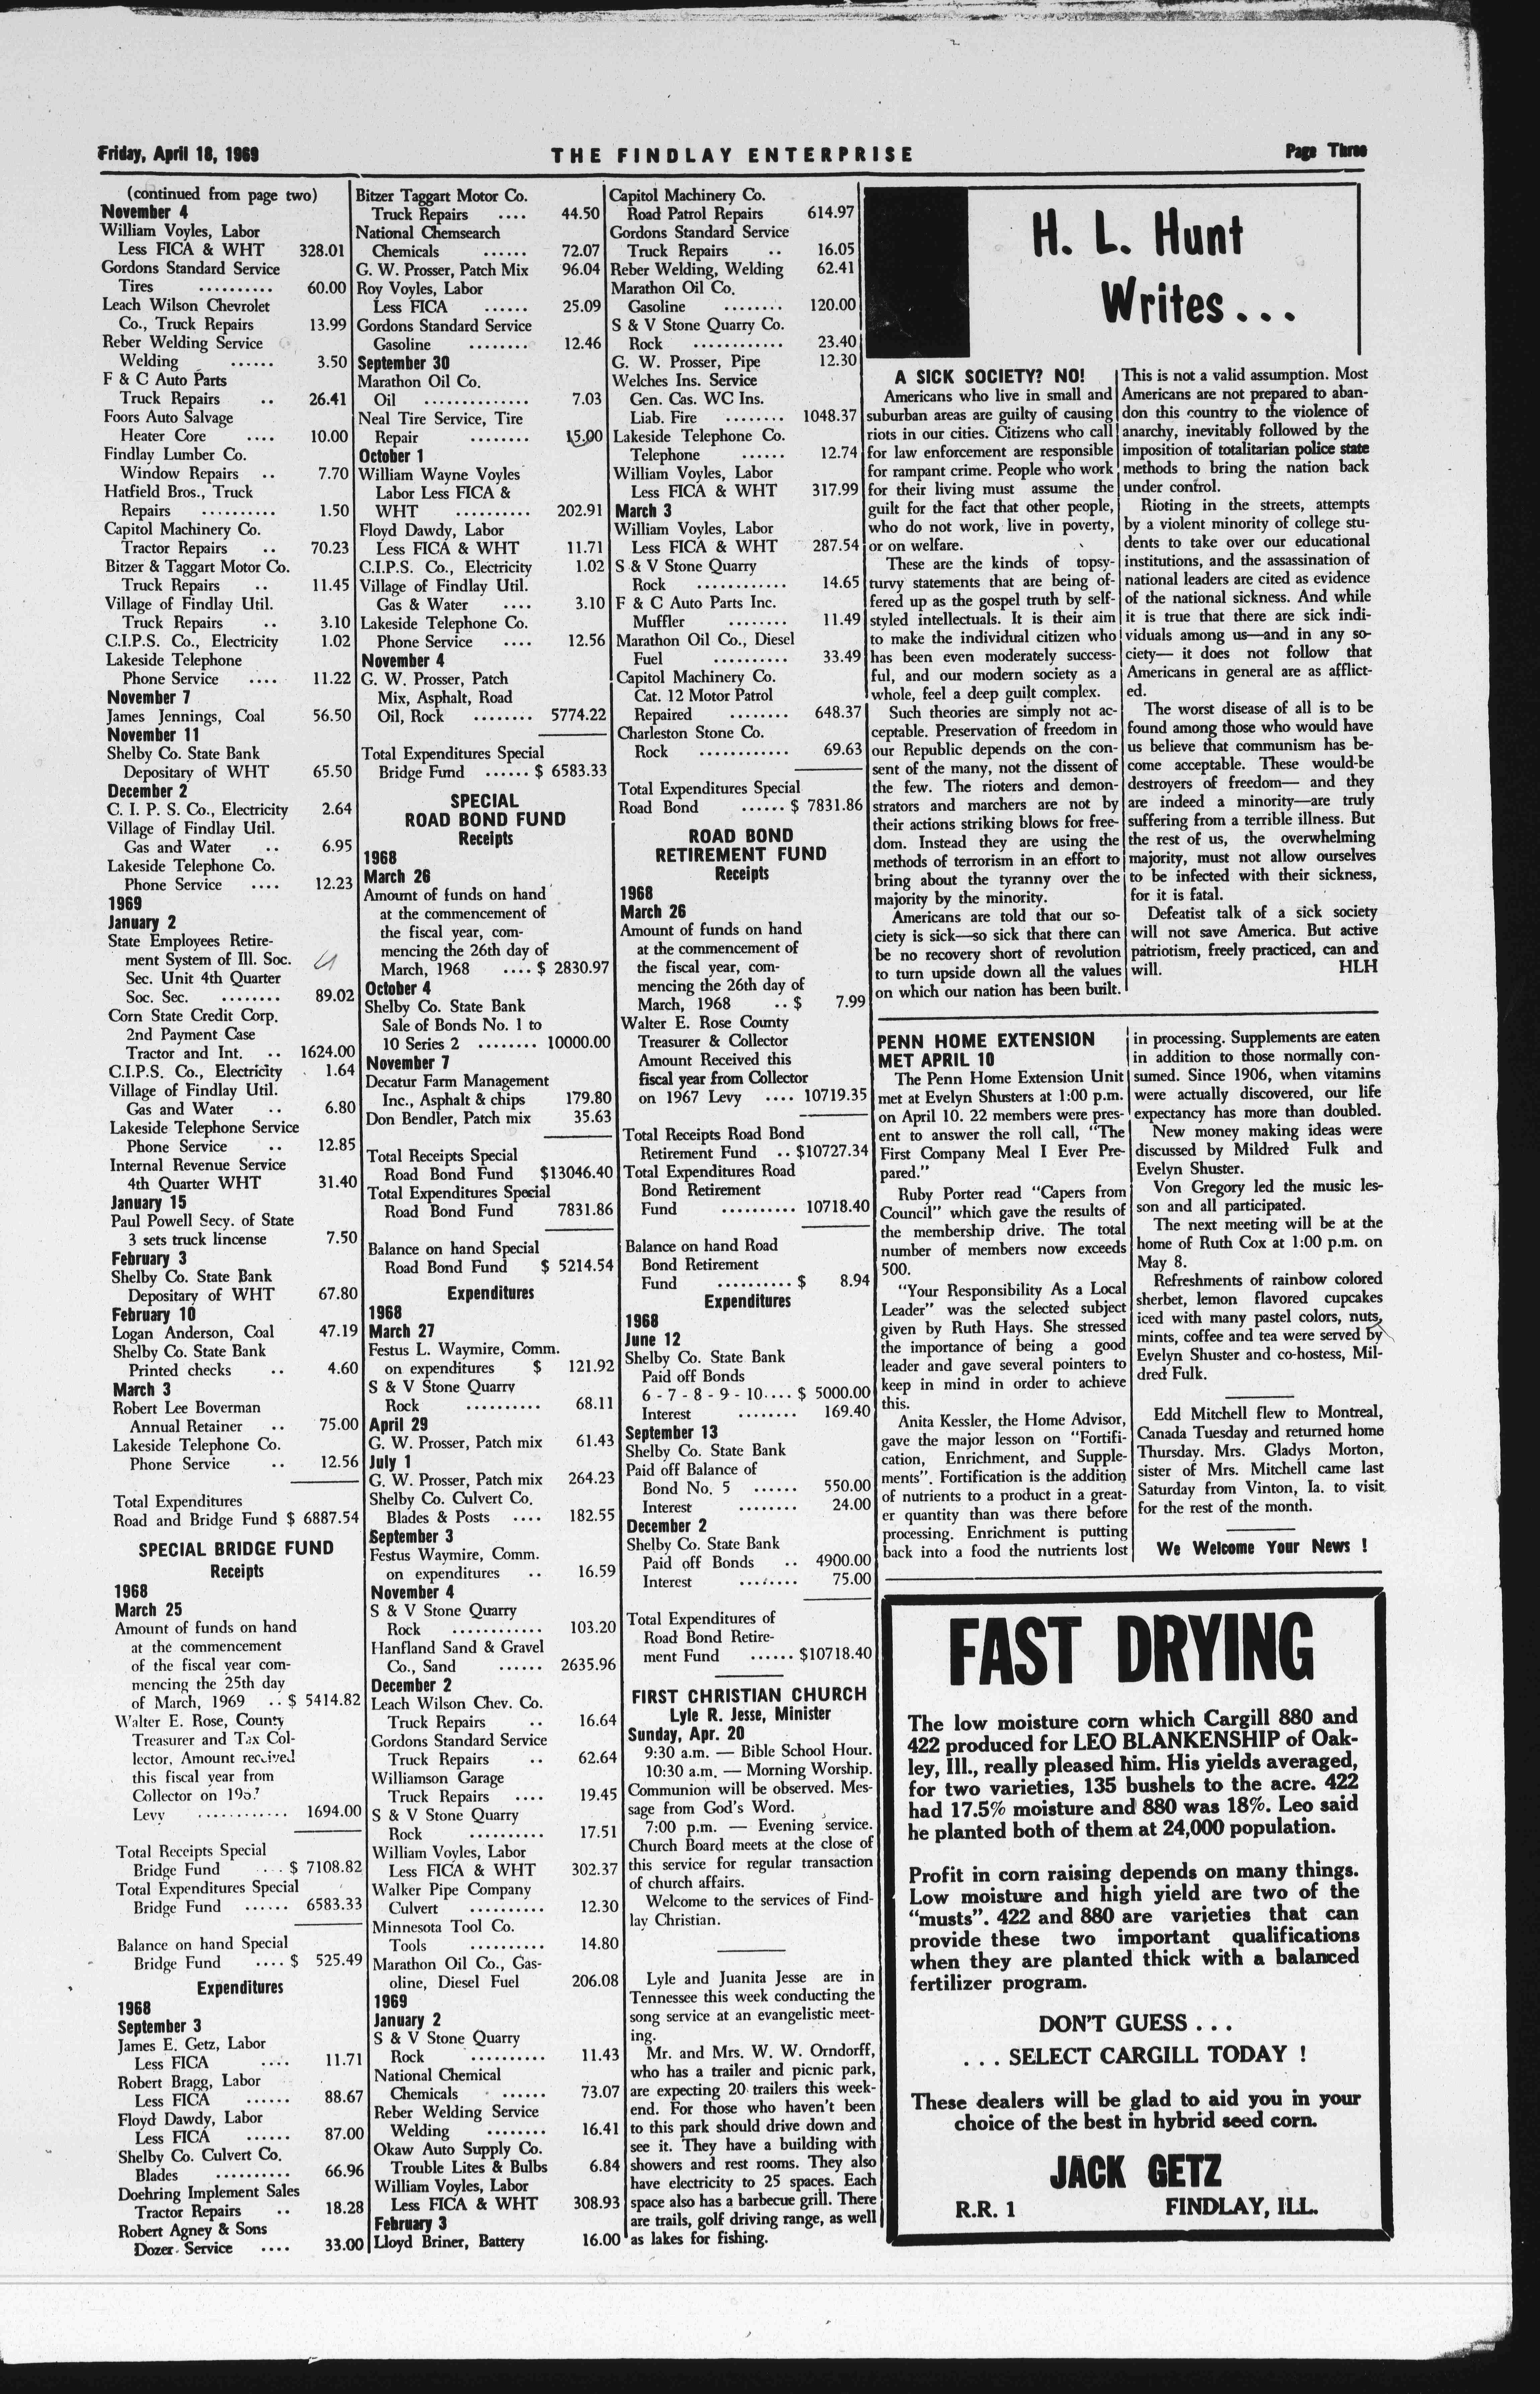 Friday, April 18, 1969
THE FINDLAY ENTERPRISE
Page Three
(continued from page two)
November 4
William Voyles, Labor
Less FICA & WHT 328.01
Gordons Standard Service
Tires .......... 60.00
Leach Wilson Chevrolet
Co., Truck Repairs 13.99
Reber Welding Service
Welding ...... 3.50
F & C Auto Parts
Truck Repairs .. 26.41
Foors Auto Salvage
Heater Core .... 10.00
Findlay Lumber Co.
Window Repairs .. 7.70
Hatfield Bros., Truck
Repairs .......... 1.50
Capitol Machinery Co.
Tractor Repairs .. 70.23
Bitzer & Taggart Motor Co.
Truck Repairs .. 11.45
Village of Findlay Util.
Truck Repairs .. 3.10
C.I.P.S. Co., Electricity 1.02
Lakeside Telephone
Phone Service .... 11.22
November 7
James Jennings, Coal 56.50
November 11
Shelby Co. State Bank
Depositary of WHT 65.50
December 2
C. I. P. S. Co., Electricity 2.64
Village of Findlay Util.
Gas and Water .. 6.95
Lakeside Telephone Co.
Phone Service .... 12.23
1969
January 2
State Employees Retire-
ment System of Ill. Soc.
Sec. Unit 4th Quarter
Soc. Sec. ........ 89.02
Corn State Credit Corp.
2nd Payment Case
Tractor and Int. .. 1624.00
C.I.P.S. Co., Electricity . 1.64
Village of Findlay Util.
Gas and Water .. 6.80
Lakeside Telephone Service
Phone Service .. 12.85
Internal Revenue Service
4th Quarter WHT 31.40
January 15
Paul Powell Secy. of State
3 sets truck lincense 7.50
February 3
Shelby Co. State Bank
Depositary of WHT 67.80
February 10
Logan Anderson, Coal 47.19
Shelby Co. State Bank
Printed checks .. 4.60
March 3
Robert Lee Boverman
Annual Retainer .. 75.00
Lakeside Telephone Co.
Phone Service .. 12.56
Total Expenditures
Road and Bridge Fund $ 6887.54
SPECIAL BRIDGE FUND
Receipts
1968
March 25
Amount of funds on hand
at the commencement
of the fiscal year com-
mencing the 25th day
of March, 1969 .. $ 5414.82
Walter E. Rose, County
Treasurer and Tax Col-
lector, Amount received
this fiscal year from
Collector on
Levy ............ 1694.00
Total Receipts Special
Bridge Fund .... $ 7108.82
Total Expenditures Special
Bridge Fund ...... 6583.33
Balance on hand Special
Bridge Fund .... $ 525.49
Expenditures
1968
September 3
James E. Getz, Labor
Less FICA .... 11.71
Robert Bragg, Labor
Less FICA ...... 88.67
Floyd Dawdy, Labor
Less FICA ...... 87.00
Shelby Co. Culvert Co.
Blades .......... 66.96
Doehring Implement Sales
Tractor Repairs .. 18.28
Robert Agney & Sons
Dozer Service .... 33.00
Bitzer Taggart Motor Co.
Truck Repairs .... 44.50
National Chemsearch
Chemicals ...... 72.07
G. W. Prosser, Patch Mix 96.04
Roy Voyles, Labor
Less FICA ...... 25.09
Gordons Standard Service
Gasoline ........ 12.46
September 30
Marathon Oil Co.
Oil .............. 7.03
Neal Tire Service, Tire
Repair ........ 15.00
October 1
William Wayne Voyles
Labor Less FICA &
WHT .......... 202.91
Floyd Dawdy, Labor
Less FICA & WHT 11.71
C.I.P.S. Co., Electricity 1.02
Village of Findlay Util.
Gas & Water .... 3.10
Lakeside Telephone Co.
Phone Service .... 12.56
November 4
G. W. Prosser, Patch
Mix, Asphalt, Road
Oil, Rock ........ 5774.22
Total Expenditures Special
Bridge Fund ...... $ 6583.33
SPECIAL
ROAD BOND FUND
Receipts
1968
March 26
Amount of funds on hand
at the commencement of
the fiscal year, com-
mencing the 26th day of
March, 1968 .... $ 2830.97
October 4
Shelby Co. State Bank
Sale of Bonds No. 1 to
10 Series 2 ........ 10000.00
November 7
Decatur Farm Management
Inc., Asphalt & chips 179.80
Don Bendler, Patch mix 35.63
Total Receipts Special
Road Bond Fund $13046.40
Total Expenditures Special
Road Bond Fund 7831.86
Balance on hand Special
Road Bond Fund $ 5214.54
Expenditures
1968
March 27
Festus L. Waymire, Comm.
on expenditures $ 121.92
S & V Stone Quarry
Rock .......... 68.11
April 29
G. W. Prosser, Patch mix 61.43
July 1
G. W. Prosser, Patch mix 264.23
Shelby Co. Culvert Co.
Blades & Posts .... 182.55
September 3
Festus Waymire, Comm.
on expenditures .. 16.59
November 4
S & V Stone Quarry
Rock ............ 103.20
Hanfland Sand & Gravel
Co., Sand ...... 2635.96
December 2
Leach Wilson Chev. Co.
Truck Repairs .. 16.64
Gordons Standard Service
Truck Repairs .. 62.64
Williamson Garage
Truck Repairs .... 19.45
S & V Stone Quarry
Rock .......... 17.51
William Voyles, Labor
Less FICA & WHT 302.37
Walker Pipe Company
Culvert .......... 12.30
Minnesota Tool Co.
Tools .......... 14.80
Marathon Oil Co., Gas-
oline, Diesel Fuel 206.08
1969
January 2
S & V Stone Quarry
Rock .......... 11.43
National Chemical
Chemicals ...... 73.07
Reber Welding Service
Welding ........ 16.41
Okaw Auto Supply Co.
Trouble Lites & Bulbs 6.84
William Voyles, Labor
Less FICA & WHT 308.93
February 3
Lloyd Briner, Battery 16.00
Capitol Machinery Co.
Road Patrol Repairs 614.97
Gordons Standard Service
Truck Repairs .. 16.05
Reber Welding, Welding 62.41
Marathon Oil Co.
Gasoline ........ 120.00
S & V Stone Quarry Co.
Rock ............ 23.40
G. W. Prosser, Pipe 12.30
Welches Ins. Service
Gen. Cas. WC Ins.
Liab. Fire ........ 1048.37
Lakeside Telephone Co.
Telephone ...... 12.74
William Voyles, Labor
Less FICA & WHT 317.99
March 3
William Voyles, Labor
Less FICA & WHT 287.54
S & V Stone Quarry
Rock ............ 14.65
F & C Auto Parts Inc.
Muffler ........ 11.49
Marathon Oil Co., Diesel
Fuel .......... 33.49
Capitol Machinery Co.
Cat. 12 Motor Patrol
Repaired ........ 648.37
Charleston Stone Co.
Rock ............ 69.63
Total Expenditures Special
Road Bond ...... $ 7831.86
ROAD BOND
RETIREMENT FUND
Receipts
1968
March 26
Amount of funds on hand
at the commencement of
the fiscal year, com-
mencing the 26th day of
March, 1968 .. $ 7.99
Walter E. Rose County
Treasurer & Collector
Amount Received this
fiscal year from Collector
on 1967 Levy .... 10719.35
Total Receipts Road Bond
Retirement Fund .. $10727.34
Total Expenditures Road
Bond Retirement
Fund .......... 10718.40
Balance on hand Road
Bond Retirement
Fund .......... $ 8.94
Expenditures
1968
June 12
Shelby Co. State Bank
Paid off Bonds
6 - 7 - 8 - 9 - 10.... $ 5000.00
Interest ........ 169.40
September 13
Shelby Co. State Bank
Paid off Balance of
Bond No. 5 ...... 550.00
Interest ........ 24.00
December 2
Shelby Co. State Bank
Paid off Bonds .. 4900.00
Interest ........ 75.00
Total Expenditures of
Road Bond Retire-
ment Fund ...... $10718.40
FIRST CHRISTIAN CHURCH
Lyle R. Jesse, Minister
Sunday, Apr. 20
9:30 a.m. — Bible School Hour.
10:30 a.m. — Morning Worship.
Communion will be observed. Mes-
sage from God's Word.
7:00 p.m. — Evening service.
Church Board meets at the close of
this service for regular transaction
of church affairs.
Welcome to the services of Find-
lay Christian.
Lyle and Juanita Jesse are in
Tennessee this week conducting the
song service at an evangelistic meet-
ing.
Mr. and Mrs. W. W. Orndorff,
who has a trailer and picnic park,
are expecting 20 trailers this week-
end. For those who haven't been
to this park should drive down and
see it. They have a building with
showers and rest rooms. They also
have electricity to 25 spaces. Each
space also has a barbecue grill. There
are trails, golf driving range, as well
as lakes for fishing.
H. L. Hunt
Writes...
A SICK SOCIETY? NO!
Americans who live in small and
suburban areas are guilty of causing
riots in our cities. Citizens who call
for law enforcement are responsible
for rampant crime. People who work
for their living must assume the
guilt for the fact that other people,
who do not work, live in poverty,
or on welfare.
These are the kinds of topsy-
turvy statements that are being of-
fered up as the gospel truth by self-
styled intellectuals. It is their aim
to make the individual citizen who
has been even moderately success-
ful, and our modern society as a
whole, feel a deep guilt complex.
Such theories are simply not ac-
ceptable. Preservation of freedom in
our Republic depends on the con-
sent of the many, not the dissent of
the few. The rioters and demon-
strators and marchers are not by
their actions striking blows for free-
dom. Instead they are using the
methods of terrorism in an effort to
bring about the tyranny over the
majority by the minority.
Americans are told that our so-
ciety is sick—so sick that there can
be no recovery short of revolution
to turn upside down all the values
on which our nation has been built.
This is not a valid assumption. Most
Americans are not prepared to aban-
don this country to the violence of
anarchy, inevitably followed by the
imposition of totalitarian police state
methods to bring the nation back
under control.
Rioting in the streets, attempts
by a violent minority of college stu-
dents to take over our educational
institutions, and the assassination of
national leaders are cited as evidence
of the national sickness. And while
it is true that there are sick indi-
viduals among us—and in any so-
ciety— it does not follow that
Americans in general are as afflict-
ed.
The worst disease of all is to be
found among those who would have
us believe that communism has be-
come acceptable. These would-be
destroyers of freedom— and they
are indeed a minority—are truly
suffering from a terrible illness. But
the rest of us, the overwhelming
majority, must not allow ourselves
to be infected with their sickness,
for it is fatal.
Defeatist talk of a sick society
will not save America. But active
patriotism, freely practiced, can and
will. HLH
PENN HOME EXTENSION
MET APRIL 10
The Penn Home Extension Unit
met at Evelyn Shusters at 1:00 p.m.
on April 10. 22 members were pres-
ent to answer the roll call, "The
First Company Meal I Ever Pre-
pared."
Ruby Porter read "Capers from
Council" which gave the results of
the membership drive. The total
number of members now exceeds
500.
"Your Responsibility As a Local
Leader" was the selected subject
given by Ruth Hays. She stressed
the importance of being a good
leader and gave several pointers to
keep in mind in order to achieve
this.
Anita Kessler, the Home Advisor,
gave the major lesson on "Fortifi-
cation, Enrichment, and Supple-
ments". Fortification is the addition
of nutrients to a product in a great-
er quantity than was there before
processing. Enrichment is putting
back into a food the nutrients lost
in processing. Supplements are eaten
in addition to those normally con-
sumed. Since 1906, when vitamins
were actually discovered, our life
expectancy has more than doubled.
New money making ideas were
discussed by Mildred Fulk and
Evelyn Shuster.
Von Gregory led the music les-
son and all participated.
The next meeting will be at the
home of Ruth Cox at 1:00 p.m. on
May 8.
Refreshments of rainbow colored
sherbet, lemon flavored cupcakes
iced with many pastel colors, nuts,
mints, coffee and tea were served by
Evelyn Shuster and co-hostess, Mil-
dred Fulk.
Edd Mitchell flew to Montreal,
Canada Tuesday and returned home
Thursday. Mrs. Gladys Morton,
sister of Mrs. Mitchell came last
Saturday from Vinton, Ia. to visit
for the rest of the month.
We Welcome Your News !
FAST DRYING
The low moisture corn which Cargill 880 and
422 produced for LEO BLANKENSHIP of Oak-
ley, Ill., really pleased him. His yields averaged,
for two varieties, 135 bushels to the acre. 422
had 17.5% moisture and 880 was 18%. Leo said
he planted both of them at 24,000 population.
Profit in corn raising depends on many things.
Low moisture and high yield are two of the
"musts". 422 and 880 are varieties that can
provide these two important qualifications
when they are planted thick with a balanced
fertilizer program.
DON'T GUESS . . .
. . . SELECT CARGILL TODAY !
These dealers will be glad to aid you in your
choice of the best in hybrid seed corn.
JACK GETZ
R.R. 1 FINDLAY, ILL.